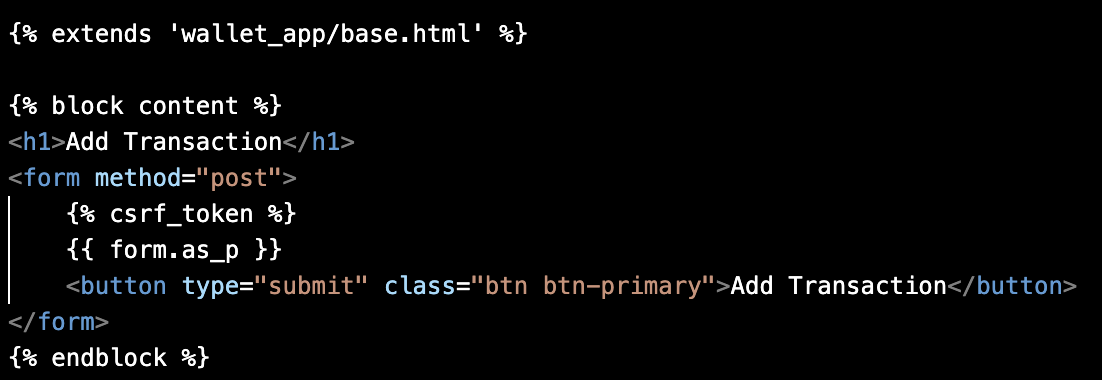 {% extends 'wallet_app/base.html' %}

{% block content %}
<h1>Add Transaction</h1>
<form method="post">
    {% csrf_token %}
    {{ form.as_p }}
    <button type="submit" class="btn btn-primary">Add Transaction</button>
</form>
{% endblock %}